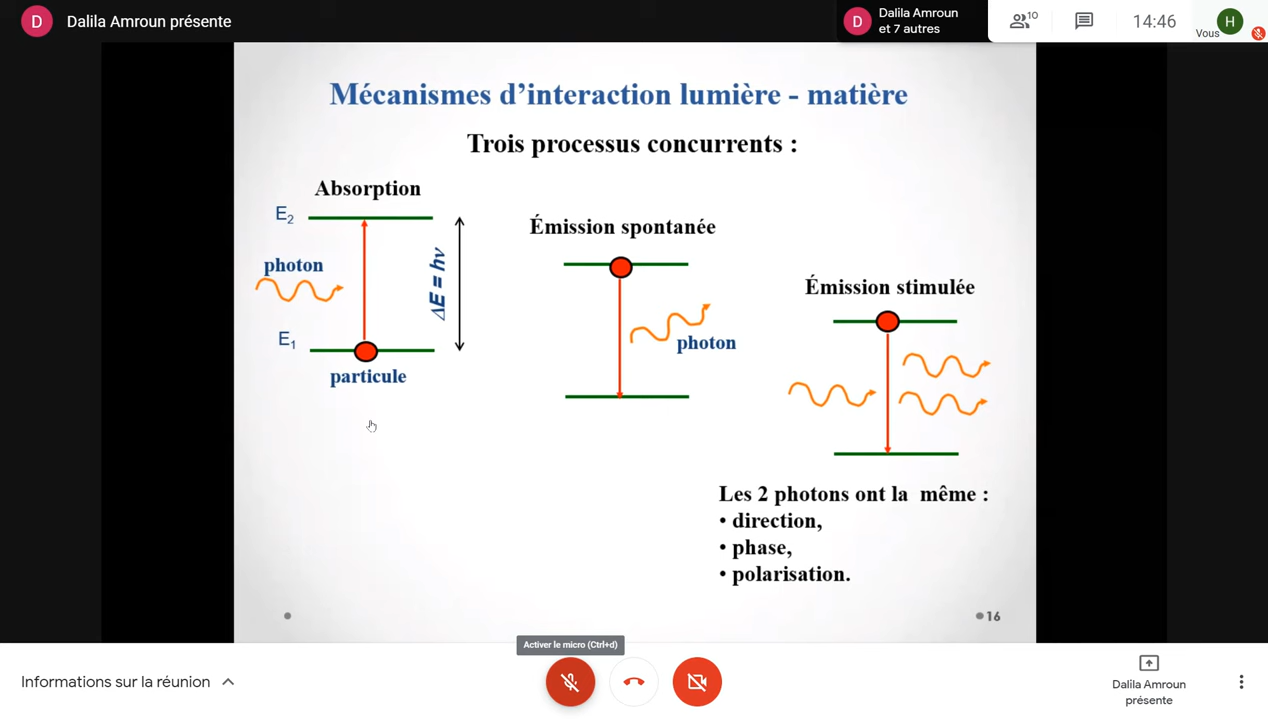 D
Dalila Amroun présente
D
Dalila Amroun
et 7 autres
10
14:46
Vous
H
Mécanismes d’interaction lumière - matière
Trois processus concurrents :
Absorption
E2
photon
ΔE = hν
E1
particule
Émission spontanée
photon
Émission stimulée
Les 2 photons ont la même :
• direction,
• phase,
• polarisation.
16
Activer le micro (Ctrl+d)
Informations sur la réunion
Dalila Amroun
présente